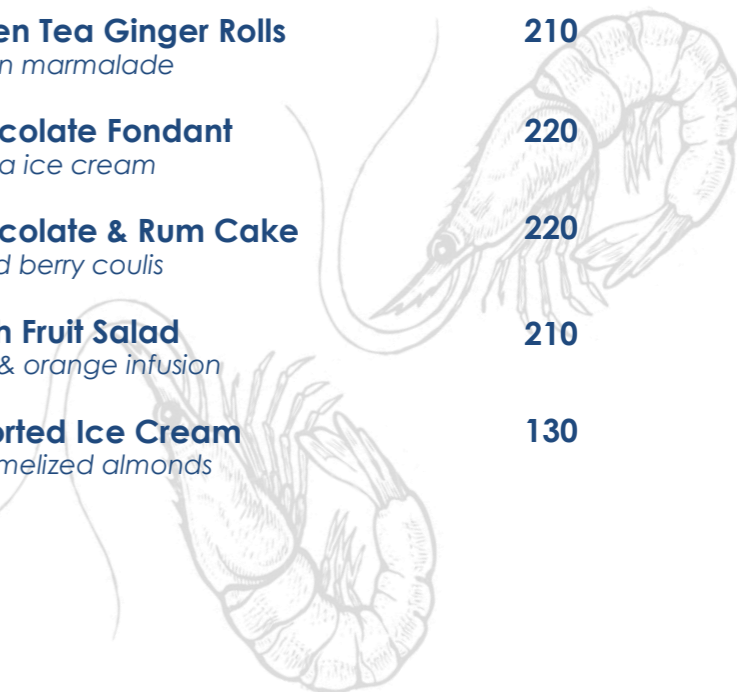 en Tea Ginger Rolls 210
n marmalade
colate Fondant 220
a ice cream
colate & Rum Cake 220
d berry coulis
n Fruit Salad 210
& orange infusion
orted Ice Cream 130
melized almonds